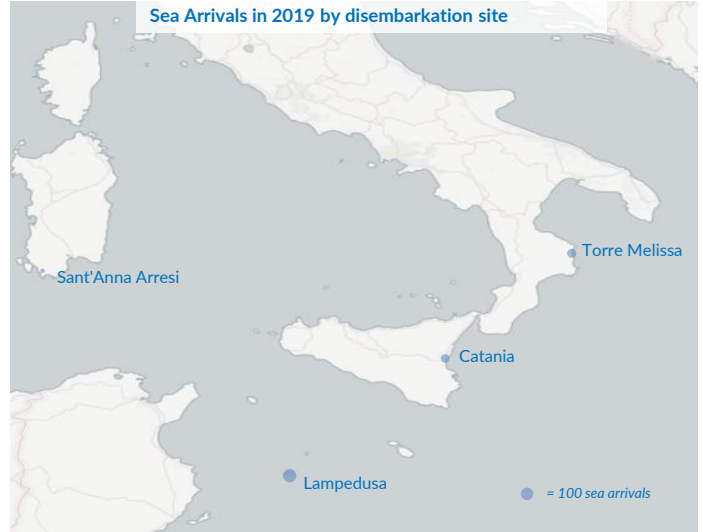 Sea Arrivals in 2019 by disembarkation site
Torre Melissa
Sant'Anna Arresi
Catania
Lampedusa
= 100 sea arrivals